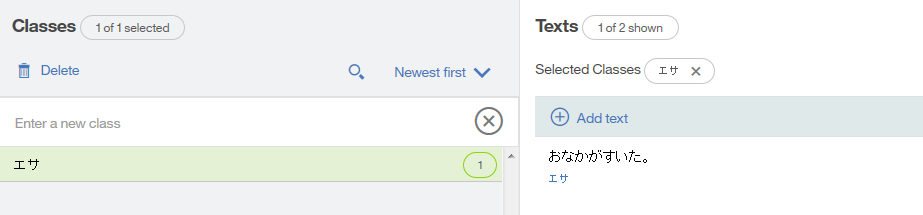 Classes
1 of 1 selected
Delete
Newest first
Enter a new class
エサ
1
Texts
1 of 2 shown
Selected Classes
エサ
Add text
おなかがすいた。
エサ